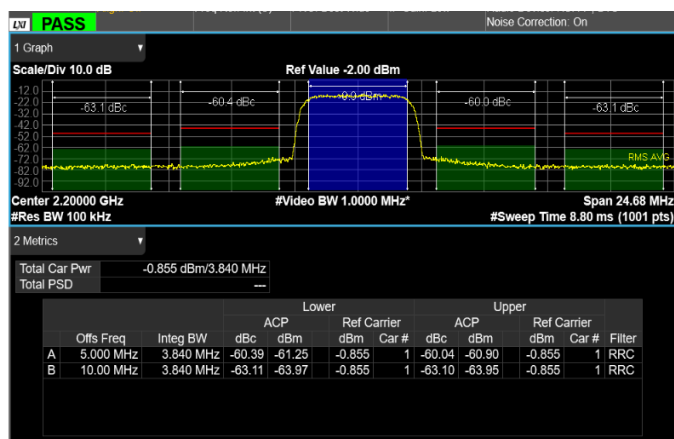 LXI PASS
Noise Correction: On
1 Graph
Scale/Div 10.0 dB Ref Value -2.00 dBm
-12.0
-22.0
-32.0
-42.0
-52.0
-62.0
-72.0
-82.0
-92.0
-63.1 dBc -60.4 dBc -60.0 dBc -63.1 dBc
RMS AVG
Center 2.20000 GHz #Video BW 1.0000 MHz* Span 24.68 MHz
#Res BW 100 kHz #Sweep Time 8.80 ms (1001 pts)
2 Metrics
Total Car Pwr -0.855 dBm/3.840 MHz
Total PSD ---
Lower Upper
ACP Ref Carrier ACP Ref Carrier
Offs Freq Integ BW dBc dBm dBm Car # dBc dBm dBm Car # Filter
A 5.000 MHz 3.840 MHz -60.39 -61.25 -0.855 1 -60.04 -60.90 -0.855 1 RRC
B 10.00 MHz 3.840 MHz -63.11 -63.97 -0.855 1 -63.10 -63.95 -0.855 1 RRC